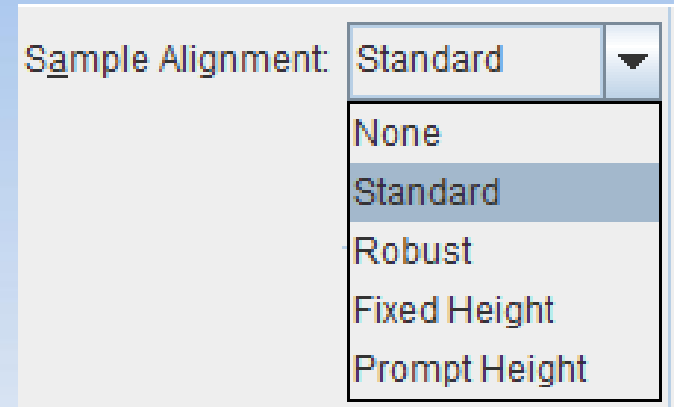 Sample Alignment: Standard
None
Standard
Robust
Fixed Height
Prompt Height